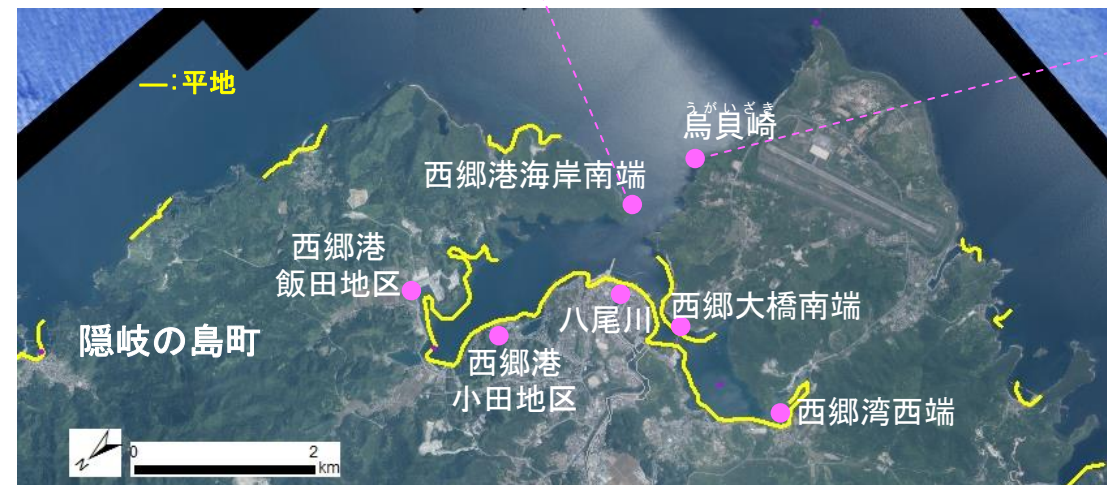 ―:平地
うがいざき
烏貝崎
西郷港海岸南端
西郷港
飯田地区
隠岐の島町
八尾川
西郷大橋南端
西郷港
小田地区
西郷湾西端
N
0 2
km